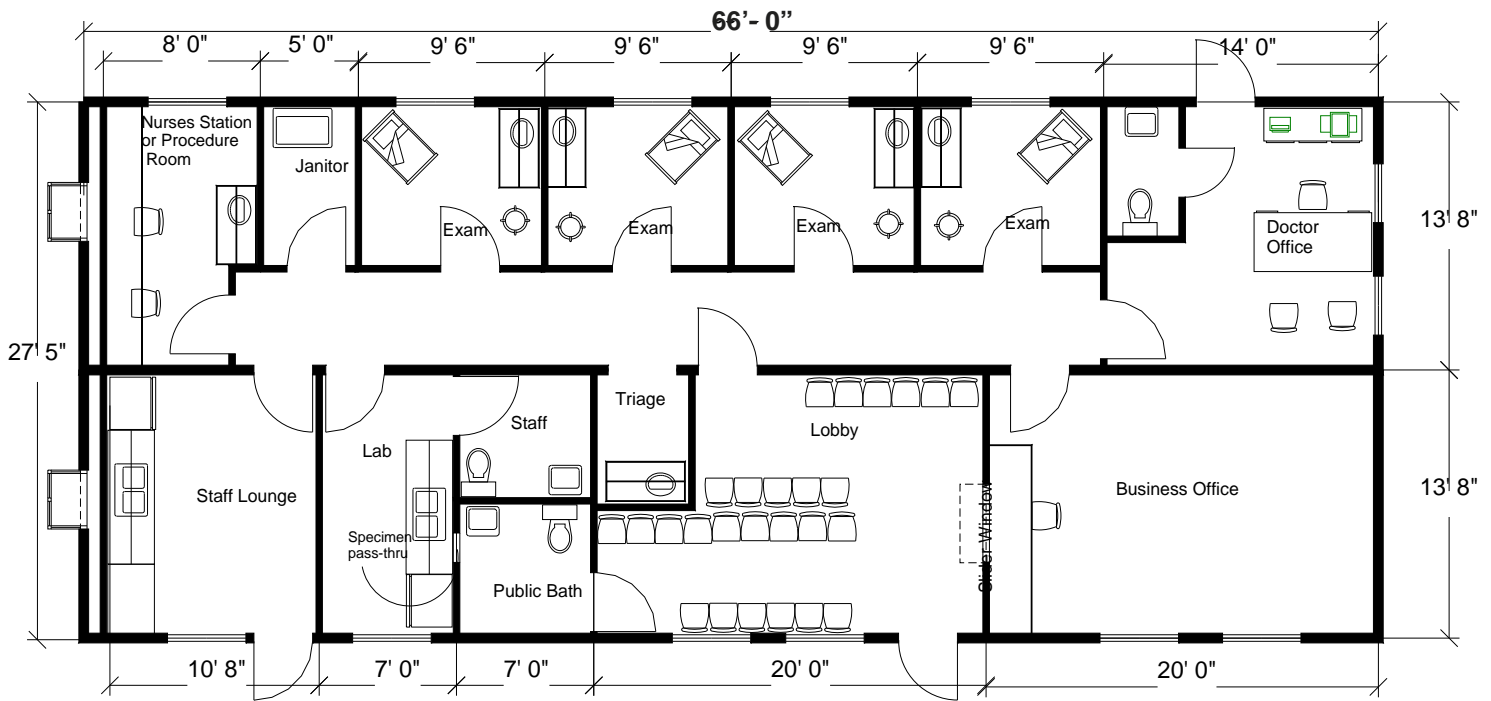 66'- 0"
8' 0"
5' 0"
9' 6"
9' 6"
9' 6"
9' 6"
14' 0"
Nurses Station
or Procedure
Room
Janitor
Exam
Exam
Exam
Exam
Doctor
Office
13' 8"
27' 5"
Triage
Staff
Lobby
Lab
Staff Lounge
Business Office
13' 8"
Slider Window
Specimen
pass-thru
Public Bath
10' 8"
7' 0"
7' 0"
20' 0"
20' 0"